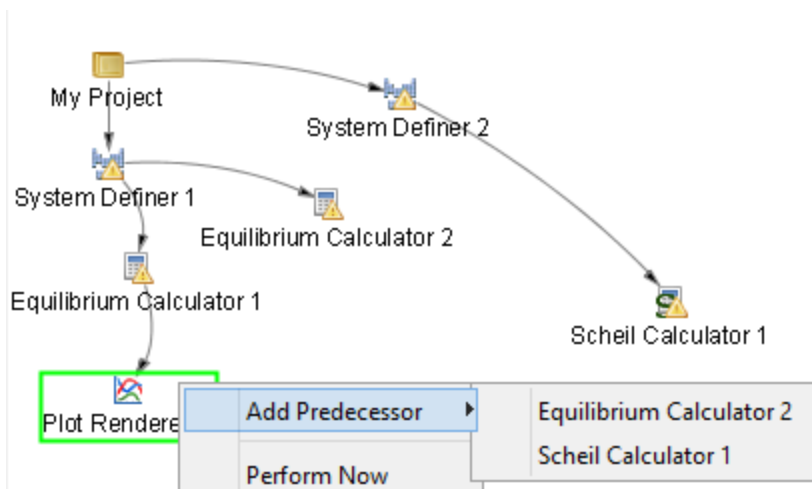 My Project
System Definer 2
System Definer 1
Equilibrium Calculator 2
Equilibrium Calculator 1
Scheil Calculator 1
Plot Rendere
Add Predecessor
Equilibrium Calculator 2
Scheil Calculator 1
Perform Now